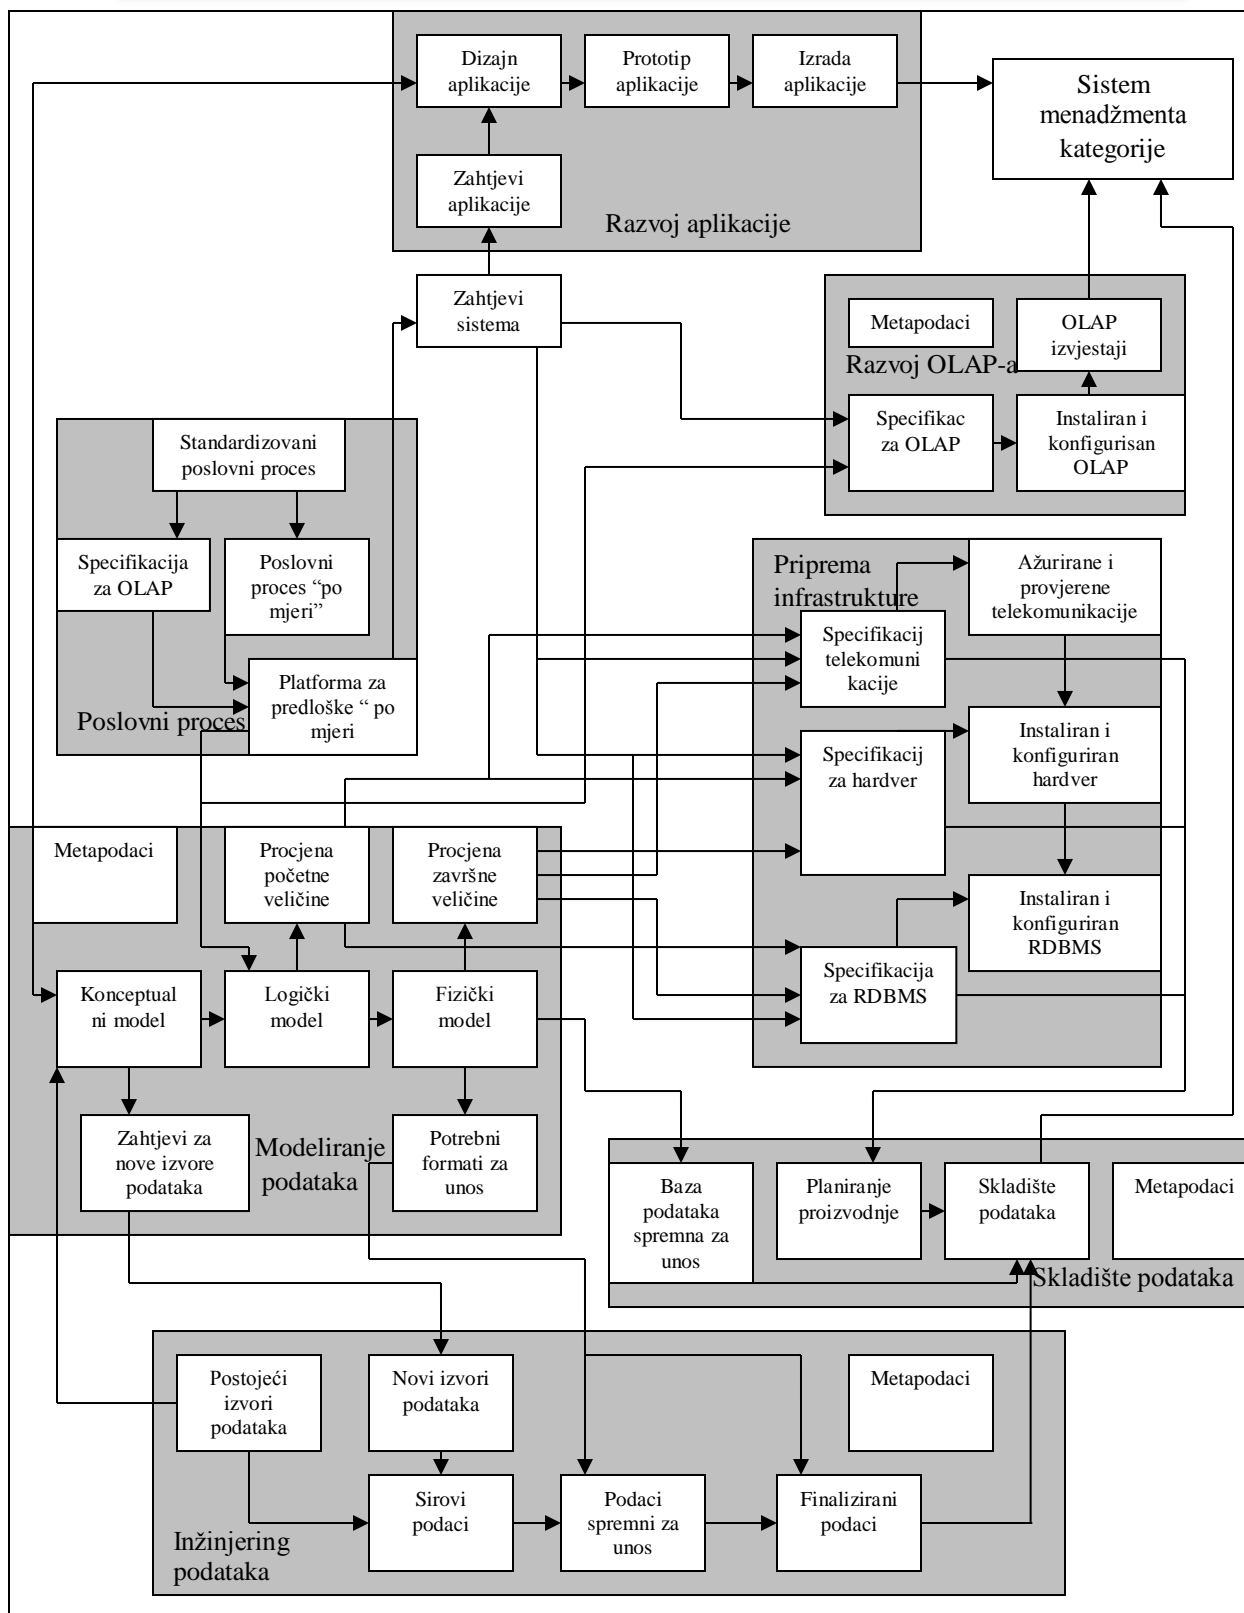 Dizajn
aplikacije
Prototip
aplikacije
Izrada
aplikacije
Sistem
menadžmenta
kategorije
Zahtjevi
aplikacije
Razvoj aplikacije
Zahtjevi
sistema
Metapodaci
OLAP
izvjestaji
Razvoj OLAP-a
Specifikac
za OLAP
Instaliran i
konfigurisan
OLAP
Standardizovani
poslovni proces
Specifikacija
za OLAP
Poslovni
proces “po
mjeri”
Platforma za
predloške “ po
mjeri
Poslovni proces
Priprema
infrastrukture
Ažurirane i
provjerene
telekomunikacije
Specifikacij
telekomuni
kacije
Specifikacij
za hardver
Instaliran i
konfiguriran
hardver
Instaliran i
konfiguriran
RDBMS
Specifikacija
za RDBMS
Metapodaci
Procjena
početne
veličine
Procjena
završne
veličine
Konceptual
ni model
Logički
model
Fizički
model
Zahtjevi za
nove izvore
podataka
Modeliranje
podataka
Potrebni
formati za
unos
Baza
podataka
spremna za
unos
Planiranje
proizvodnje
Skladište
podataka
Metapodaci
Skladište podataka
Postojeći
izvori
podataka
Novi izvori
podataka
Metapodaci
Sirovi
podaci
Podaci
spremni za
unos
Finalizirani
podaci
Inžinjering
podataka